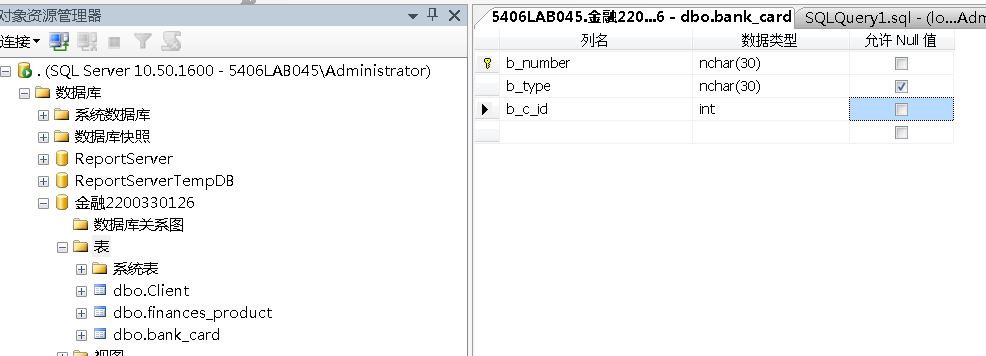 对象资源管理器
连接
. (SQL Server 10.50.1600 - 5406LAB045\Administrator)
数据库
系统数据库
数据库快照
ReportServer
ReportServerTempDB
金融2200330126
数据库关系图
表
系统表
dbo.Client
dbo.finances_product
dbo.bank_card
视图
5406LAB045.金融220...6 - dbo.bank_card
SQLQuery1.sql - (lo...Adm
列名 数据类型 允许 Null 值
b_number nchar(30)
b_type nchar(30)
b_c_id int